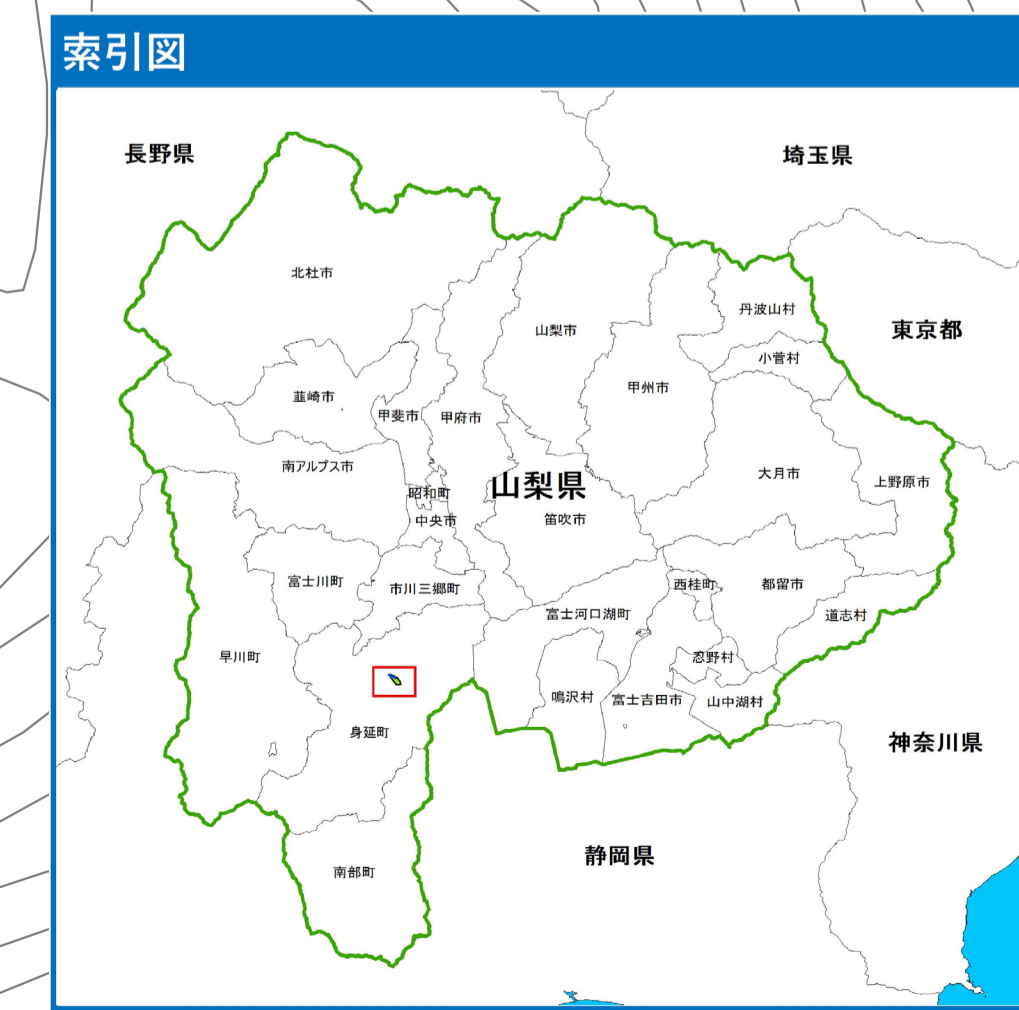 索引図
長野県
埼玉県
北杜市
丹波山村
山梨市
東京都
小菅村
甲州市
韮崎市
甲斐市
甲府市
南アルプス市
大月市
上野原市
山梨県
昭和町
中央市
笛吹市
富士川町
市川三郷町
西桂町
都留市
富士河口湖町
道志村
早川町
忍野村
鳴沢村
富士吉田市
山中湖村
身延町
神奈川県
静岡県
南部町